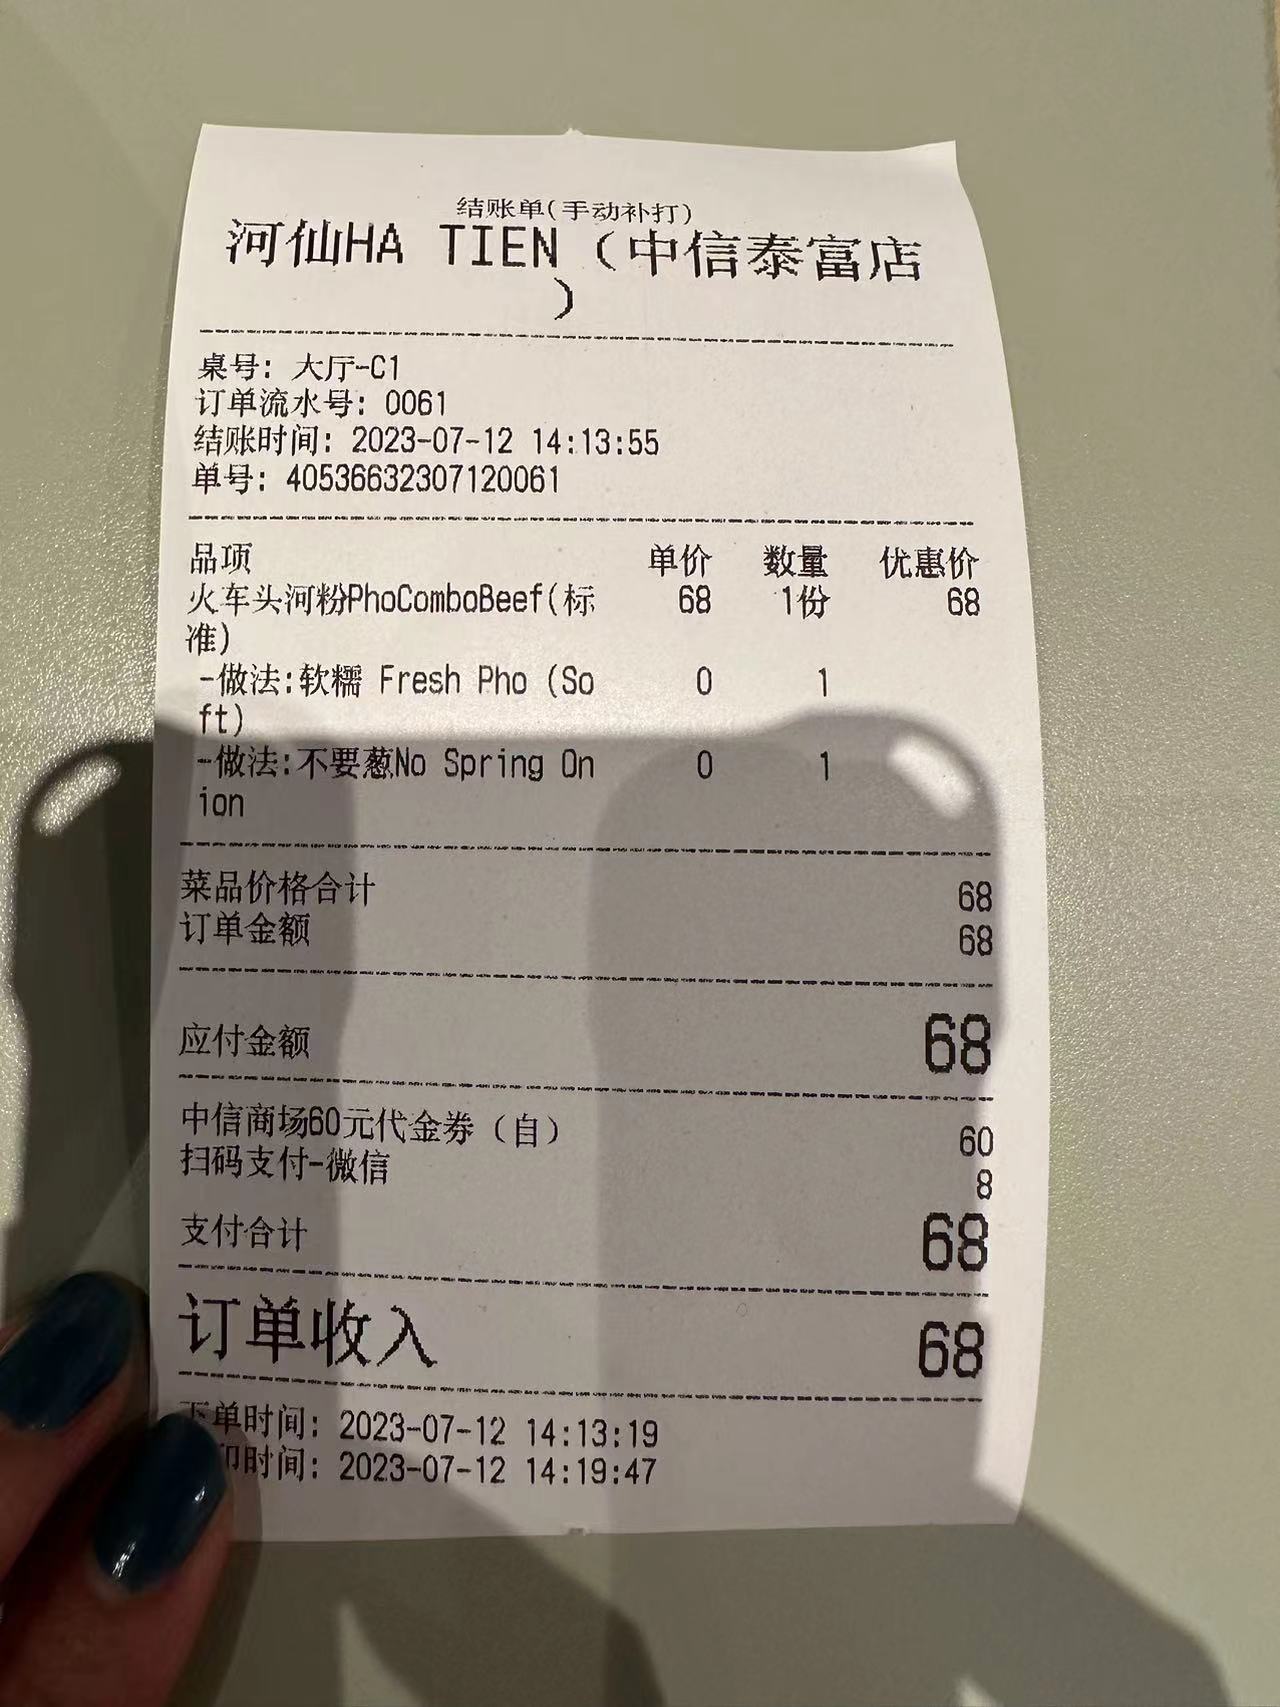 结账单(手动补打)
河仙HA TIEN（中信泰富店
）
桌号: 大厅-C1
订单流水号: 0061
结账时间: 2023-07-12 14:13:55
单号: 40536632307120061
品项 单价 数量 优惠价
火车头河粉PhoComboBeef(标 68 1份 68
准)
-做法:软糯 Fresh Pho (So 0 1
ft)
-做法:不要葱No Spring On 0 1
ion
菜品价格合计 68
订单金额 68
应付金额 68
中信商场60元代金券（自） 60
扫码支付-微信 8
支付合计 68
订单收入 68
下单时间: 2023-07-12 14:13:19
印时间: 2023-07-12 14:19:47